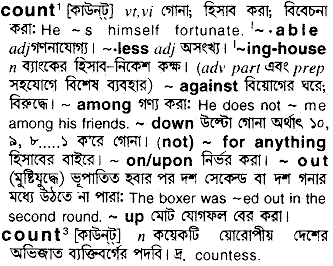 count¹ [কাউন্ট্] vt,vi গোনা; হিসাব করা; বিবেচনা
করা: He ~s himself fortunate. ¹~·able
adjগণনাযোগ্য। ~-less adj অসংখ্য। ¹~ing-house
n ব্যাংকের হিসাব-নিকেশ কক্ষ। (adv part এবং prep
সহযোগে বিশেষ ব্যবহার) ~ against বিয়োগের ঘরে;
বিরুদ্ধে। ~ among গণ্য করা: He does not ~ me
among his friends. ~ down উল্টো গোনা অর্থাৎ ১০,
৯, ৮.....১ ক'রে গোনা। (not) ~ for anything
হিসাবের বাইরে। ~ on/upon নির্ভর করা। ~ out
(মুষ্টিযুদ্ধে) ভূপাতিত হবার পর দশ সেকেন্ড বা দশ গনার
মধ্যে উঠতে না পারা: The boxer was ~ed out in the
second round. ~ up মোট যোগফল বের করা।
count³ [কাউন্ট্] n কয়েকটি য়োরোপীয় দেশের
অভিজাত ব্যক্তিবর্গের পদবি। দ্র. countess.